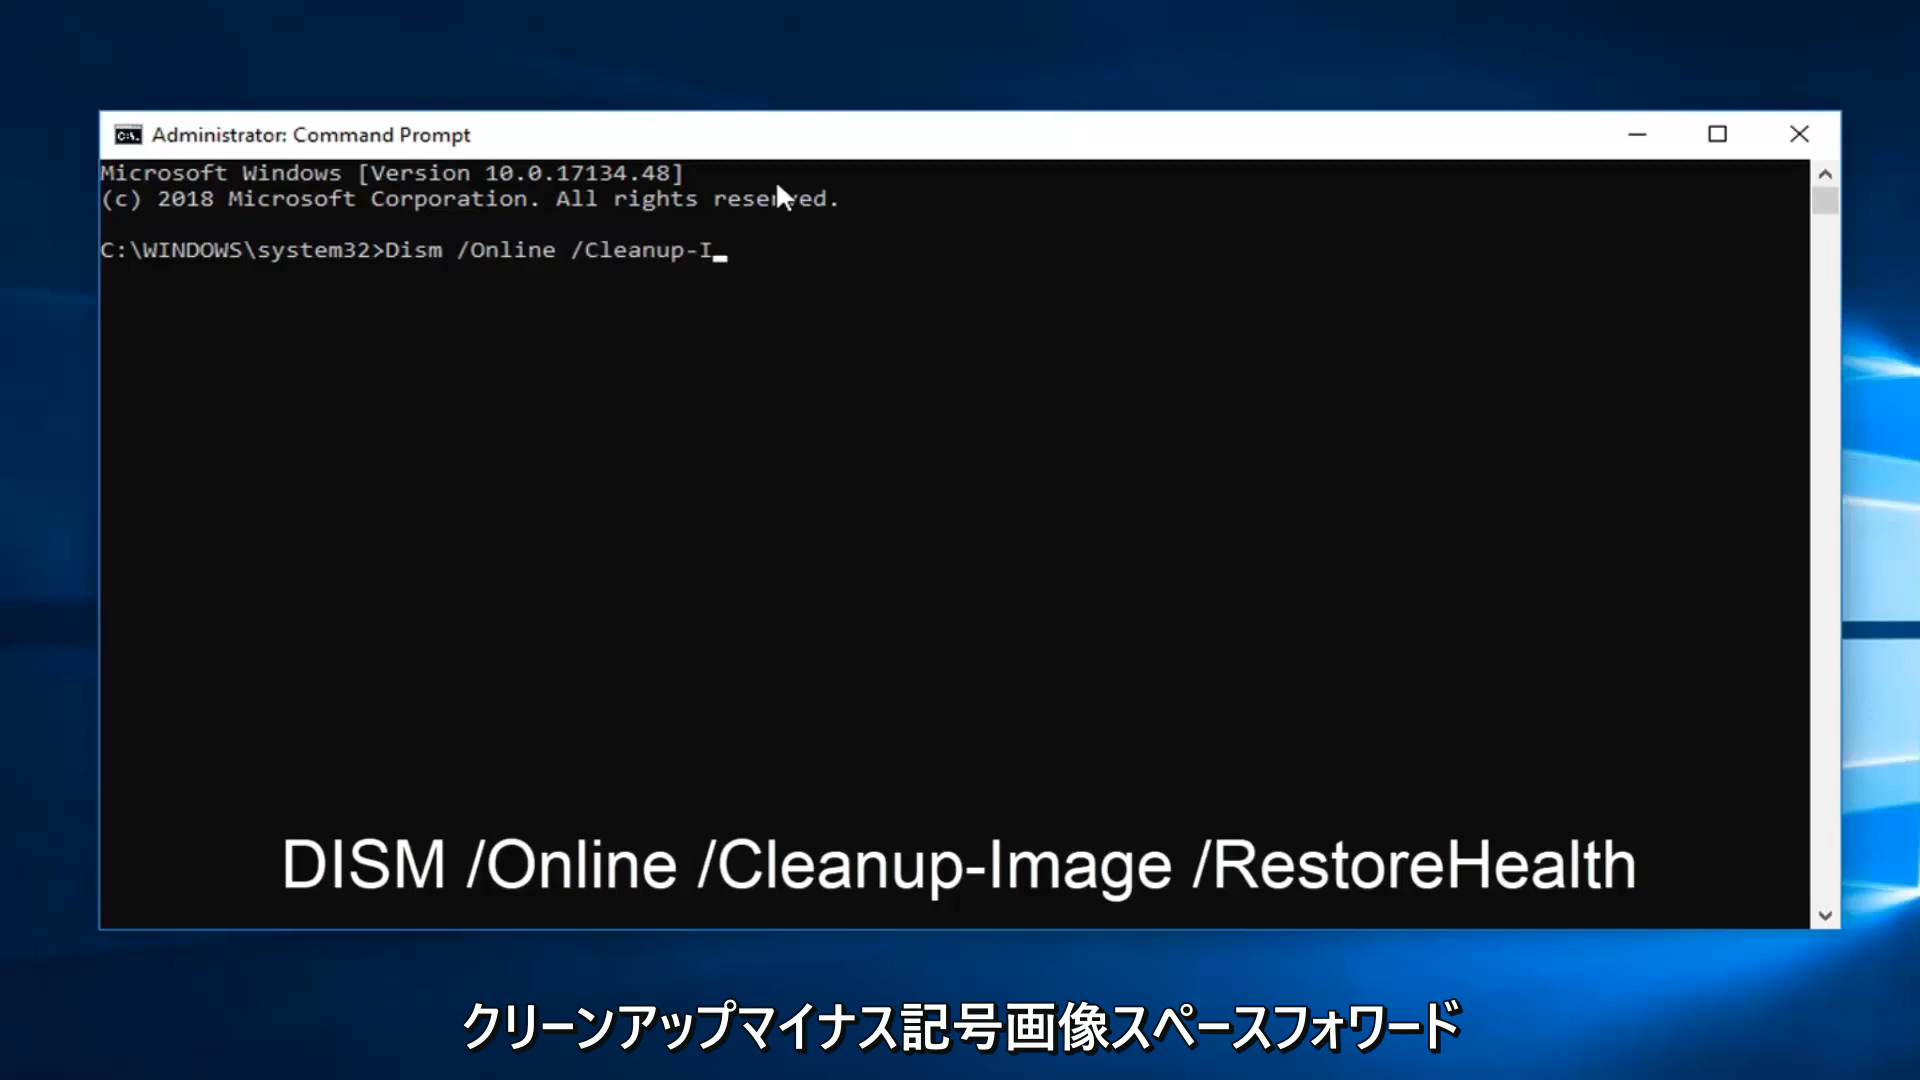 Administrator: Command Prompt
Microsoft Windows [Version 10.0.17134.48]
(c) 2018 Microsoft Corporation. All rights reserved.
C:\WINDOWS\system32>Dism /Online /Cleanup-I_
DISM /Online /Cleanup-Image /RestoreHealth
クリーンアップマイナス記号画像スペースフォワード